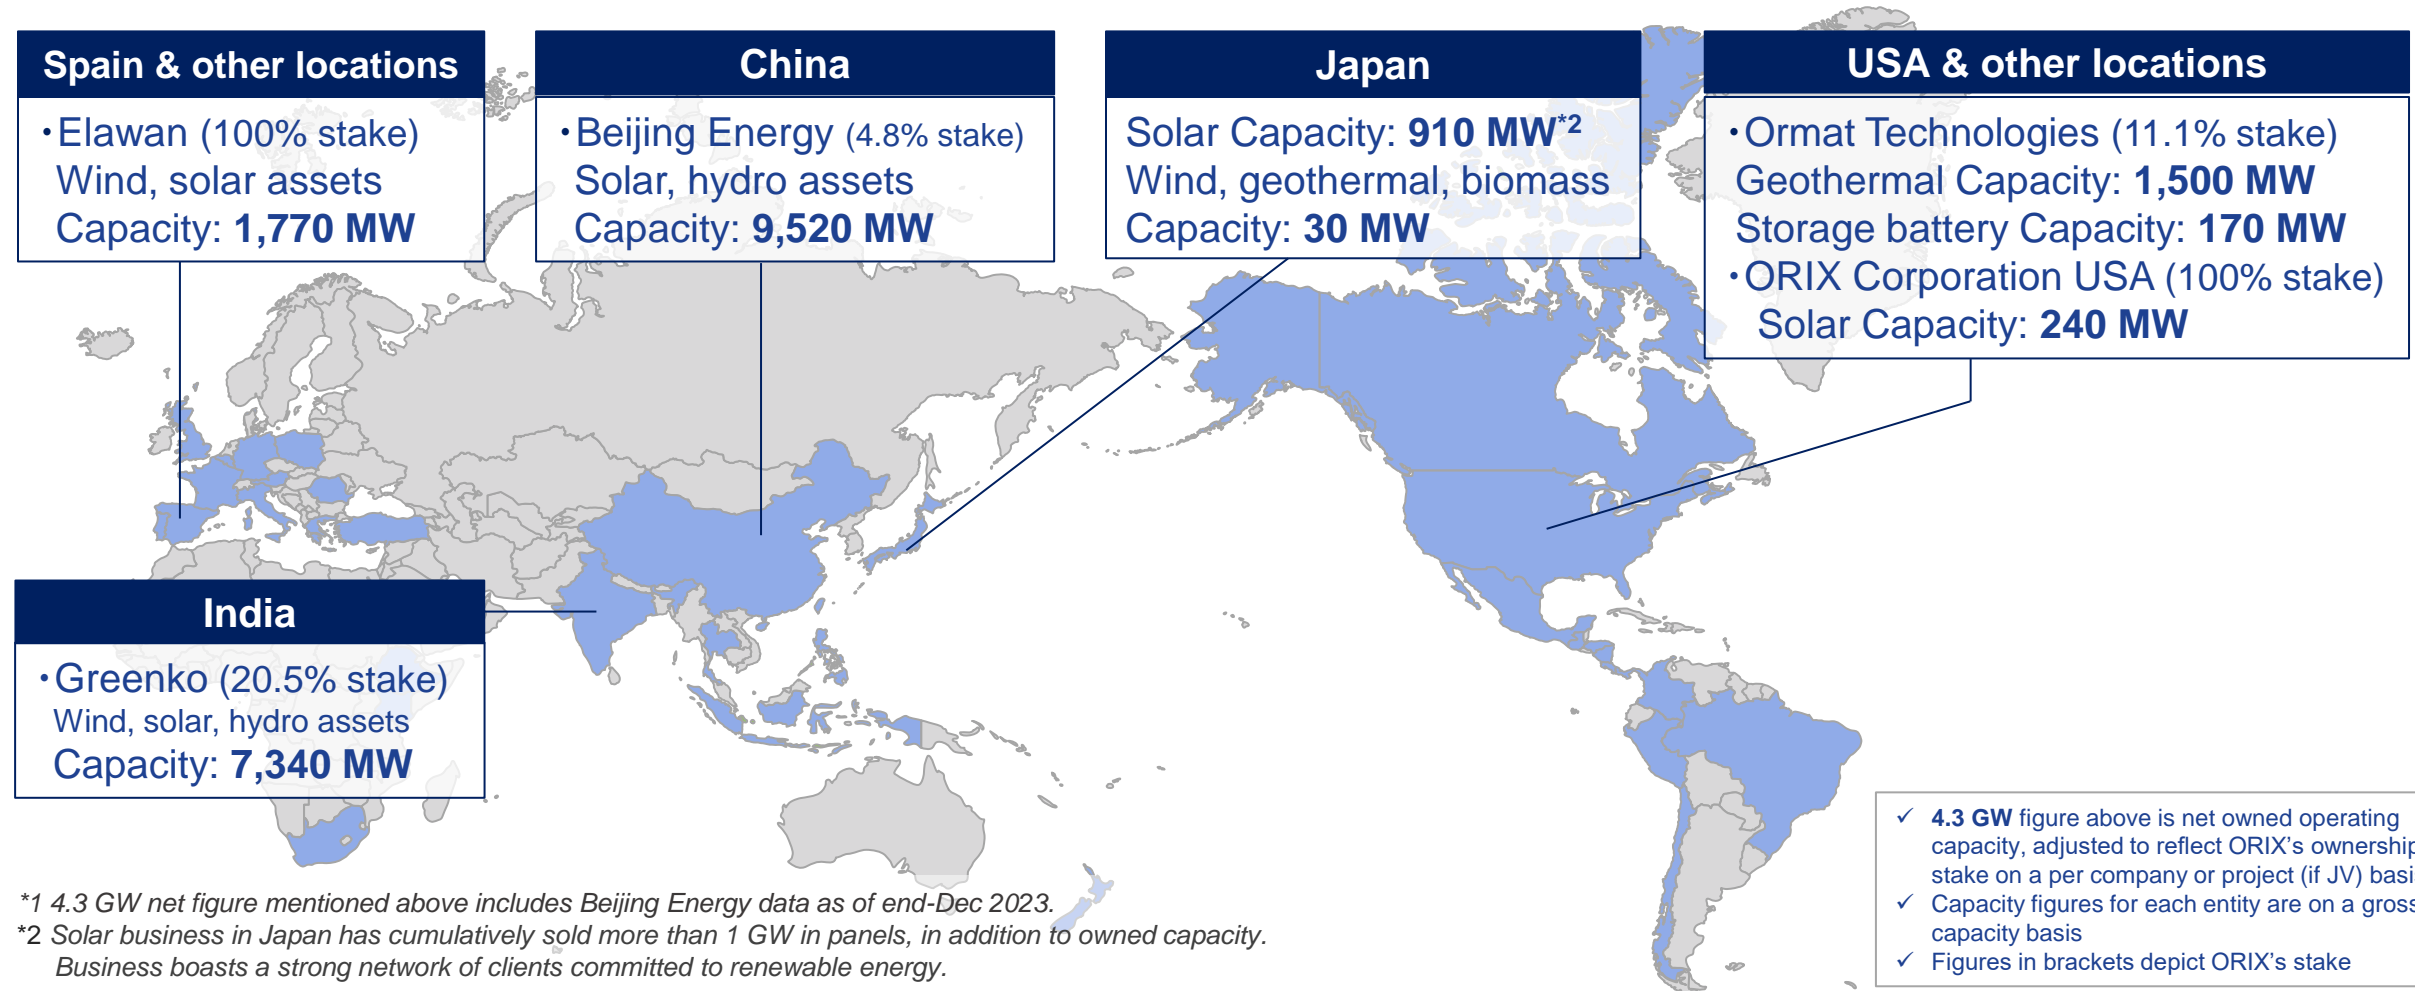 Spain & other locations
・Elawan (100% stake)
Wind, solar assets
Capacity: 1,770 MW
China
・Beijing Energy (4.8% stake)
Solar, hydro assets
Capacity: 9,520 MW
Japan
Solar Capacity: 910 MW*2
Wind, geothermal, biomass
Capacity: 30 MW
USA & other locations
・Ormat Technologies (11.1% stake)
Geothermal Capacity: 1,500 MW
Storage battery Capacity: 170 MW
・ORIX Corporation USA (100% stake)
Solar Capacity: 240 MW
India
・Greenko (20.5% stake)
Wind, solar, hydro assets
Capacity: 7,340 MW
✓ 4.3 GW figure above is net owned operating
capacity, adjusted to reflect ORIX's ownership
stake on a per company or project (if JV) basi
✓ Capacity figures for each entity are on a gross
capacity basis
✓ Figures in brackets depict ORIX's stake
*1 4.3 GW net figure mentioned above includes Beijing Energy data as of end-Dec 2023.
*2 Solar business in Japan has cumulatively sold more than 1 GW in panels, in addition to owned capacity.
Business boasts a strong network of clients committed to renewable energy.